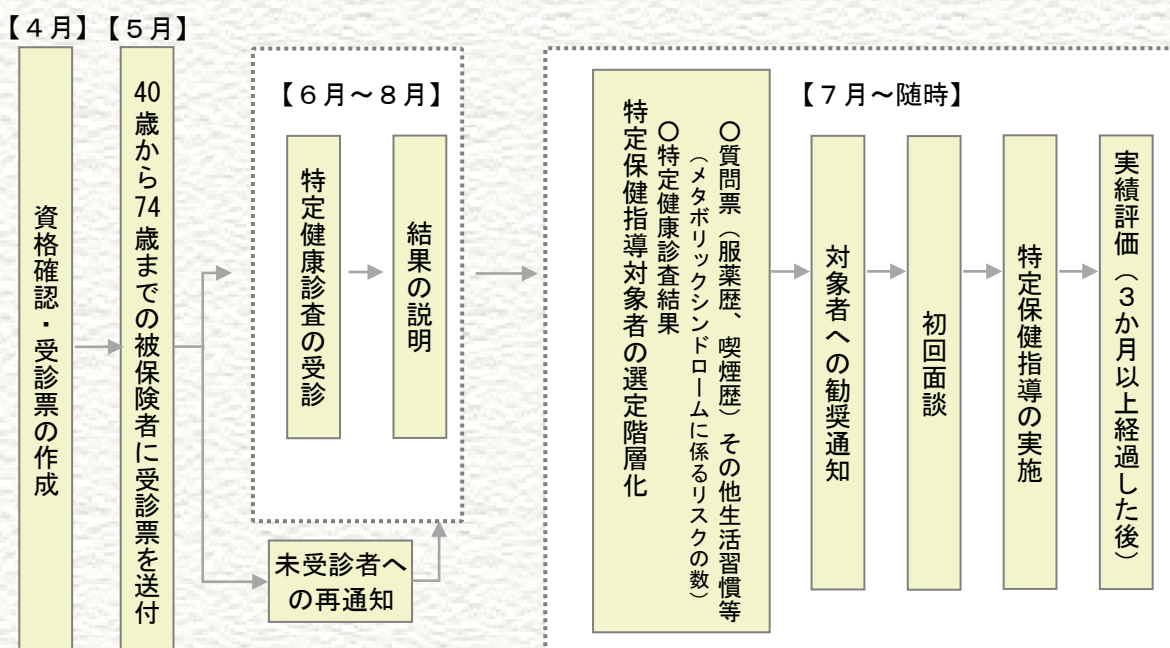 【４月】
資格確認・受診票の作成
【５月】
40歳から74歳までの被保険者に受診票を送付
【６月～８月】
特定健康診査の受診
結果の説明
未受診者へ
の再通知
〇質問票（服薬歴、喫煙歴）その他生活習慣等
（メタボリックシンドロームに係るリスクの数）
〇特定健康診査結果
特定保健指導対象者の選定階層化
【７月～随時】
対象者への勧奨通知
初回面談
特定保健指導の実施
実績評価（３か月以上経過した後）